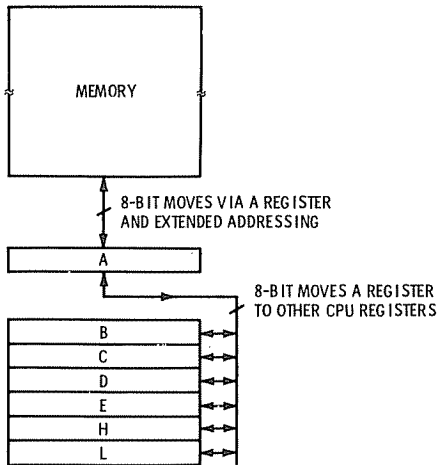 MEMORY
8-BIT MOVES VIA A REGISTER
AND EXTENDED ADDRESSING
A
8-BIT MOVES A REGISTER
TO OTHER CPU REGISTERS
B
C
D
E
H
L